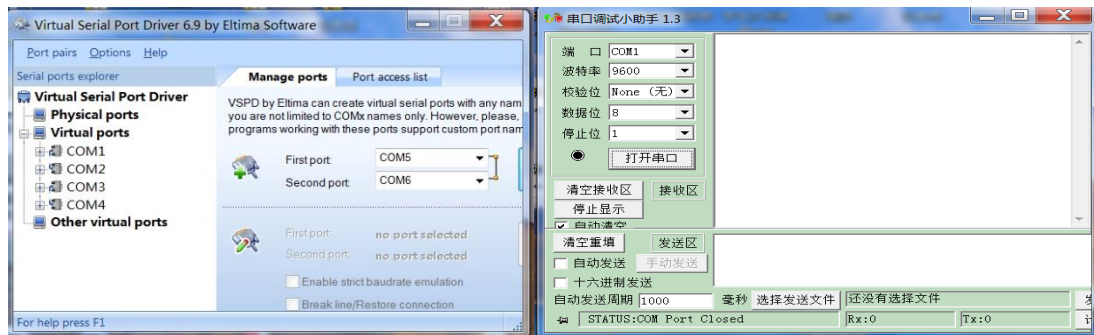 Virtual Serial Port Driver 6.9 by Eltima Software
Port pairs Options Help
Serial ports explorer
Manage ports Port access list
Virtual Serial Port Driver
Physical ports
Virtual ports
COM1
COM2
COM3
COM4
Other virtual ports
VSPD by Eltima can create virtual serial ports with any nam
you are not limited to COMx names only. However, please,
programs working with these ports support custom port nam
First port: COM5
Second port: COM6
First port: no port selected
Second port: no port selected
Enable strict baudrate emulation
Break line/Restore connection
For help press F1
串口调试小助手 1.3
端 口 COM1
波特率 9600
校验位 None (无)
数据位 8
停止位 1
打开串口
清空接收区 接收区
停止显示
自动清空
清空重填 发送区
自动发送 手动发送
十六进制发送
自动发送周期 1000 毫秒 选择发送文件 还没有选择文件
STATUS:COM Port Closed Rx:0 Tx:0